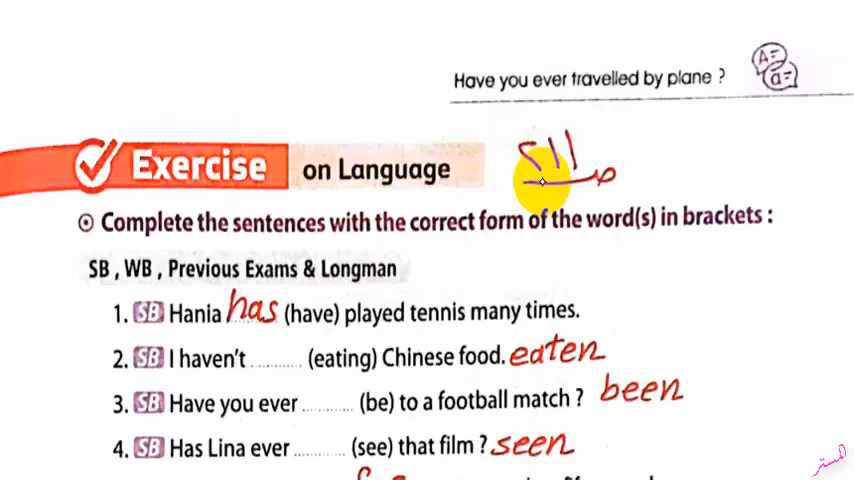 Have you ever travelled by plane ?
A=
a=
Exercise on Language
ص ١١٢
Complete the sentences with the correct form of the word(s) in brackets :
SB , WB , Previous Exams & Longman
1. SB Hania has (have) played tennis many times.
2. SB I haven't ............ (eating) Chinese food. eaten
3. SB Have you ever ............ (be) to a football match ? been
4. SB Has Lina ever ............ (see) that film ? seen
المستر